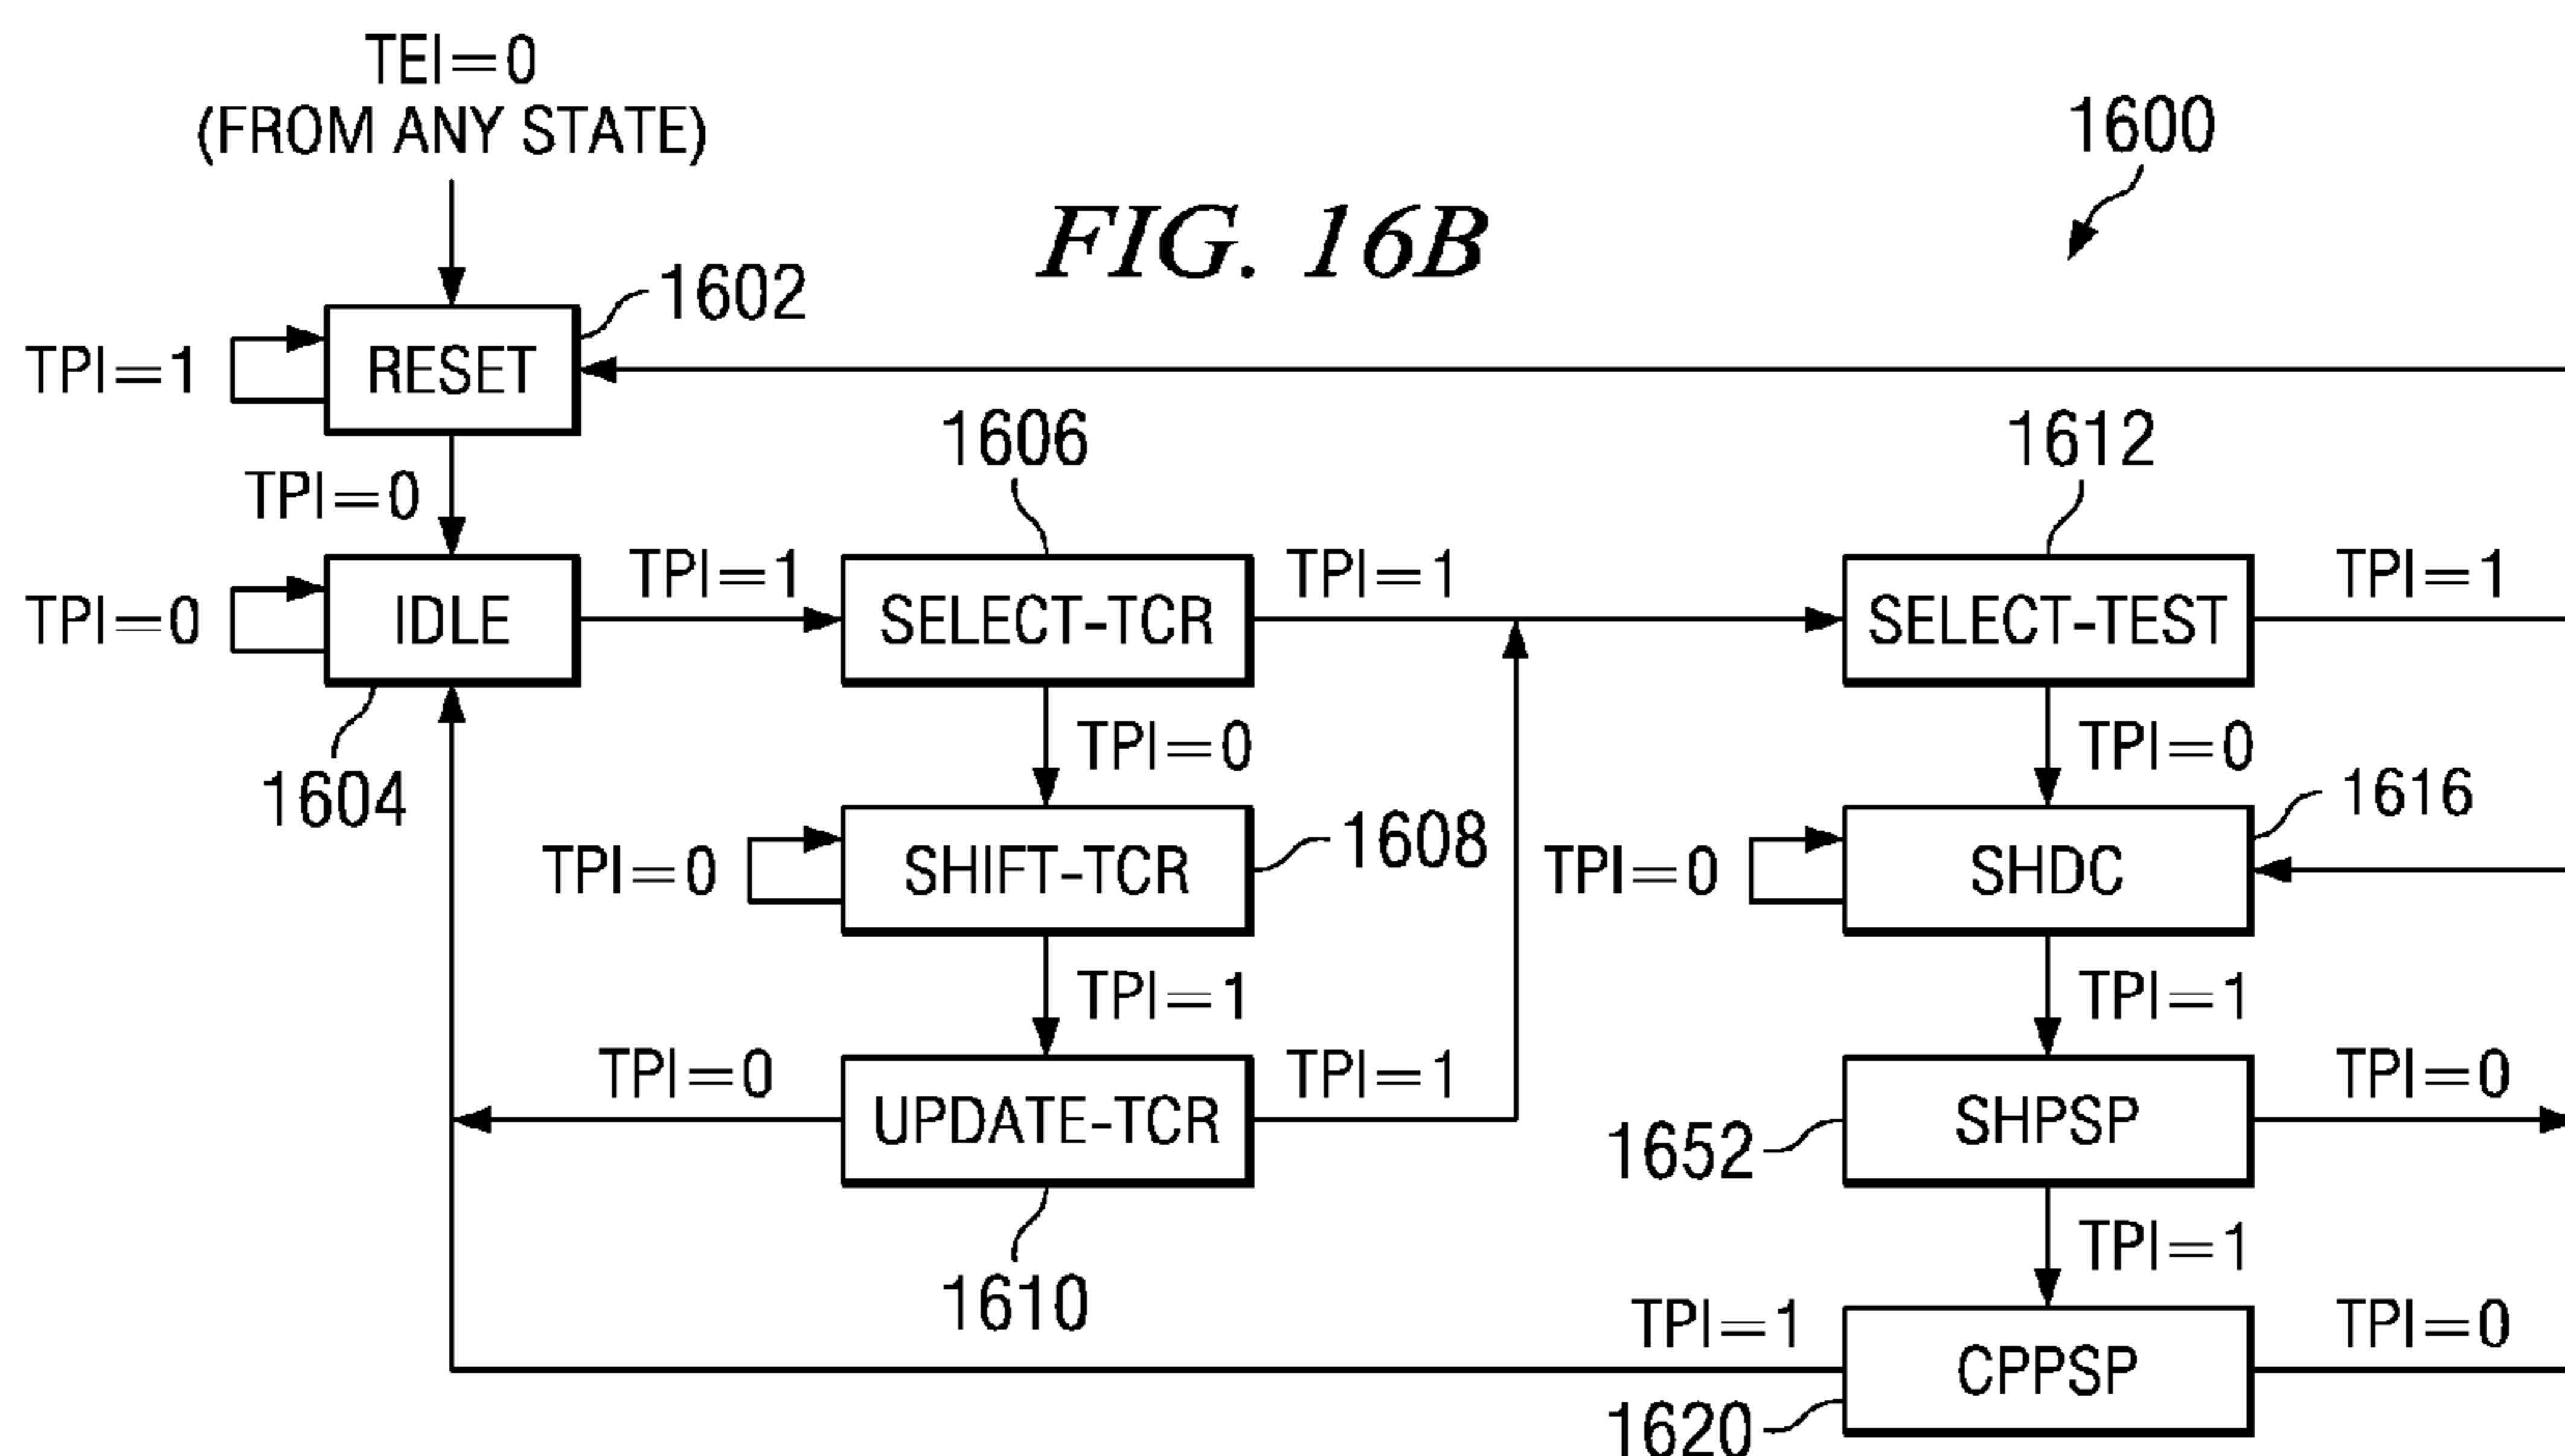 TEI=0
(FROM ANY STATE)
1600
FIG. 16B
1602
TPI=1
RESET
TPI=0
1606
1612
TPI=0
IDLE
TPI=1
SELECT-TCR
TPI=1
SELECT-TEST
TPI=1
1604
TPI=0
TPI=0
TPI=0
SHIFT-TCR
1608
TPI=0
SHDC
1616
TPI=1
TPI=1
TPI=0
UPDATE-TCR
TPI=1
1652
SHPSP
TPI=0
1610
TPI=1
TPI=1
CPPSP
TPI=0
1620